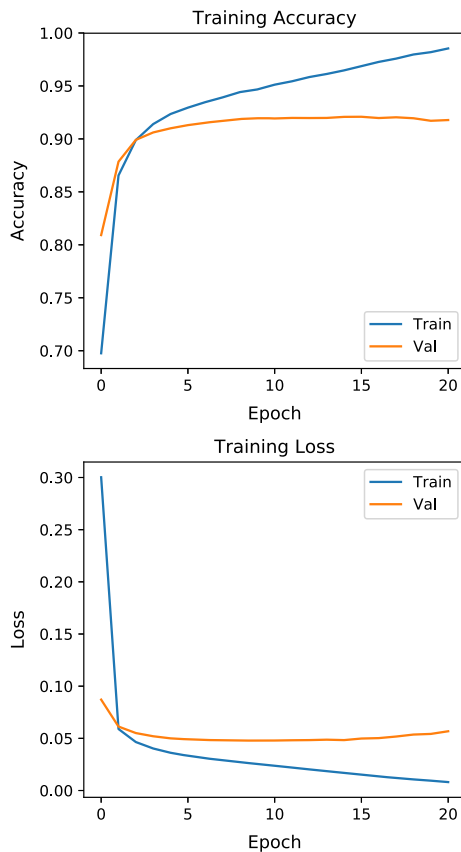 Training Accuracy
1.00
0.95
0.90
0.85
0.80
0.75
0.70
Accuracy
Train
Val
0 5 10 15 20
Epoch
Training Loss
0.30
0.25
0.20
0.15
0.10
0.05
0.00
Loss
Train
Val
0 5 10 15 20
Epoch